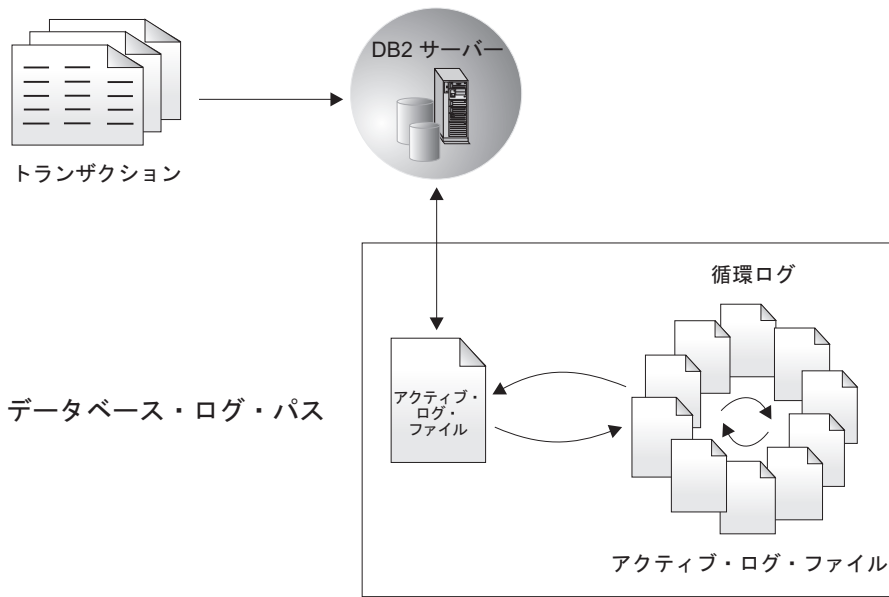 DB2 サーバー
トランザクション
循環ログ
アクティブ・
ログ・
ファイル
データベース・ログ・パス
アクティブ・ログ・ファイル